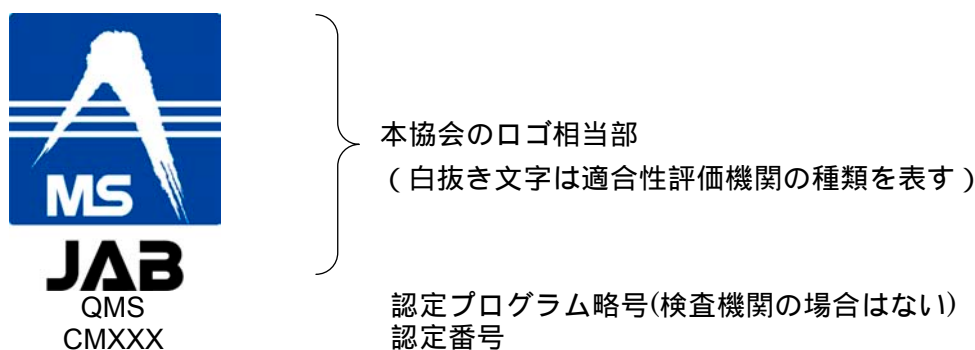 本協会のロゴ相当部
（白抜き文字は適合性評価機関の種類を表す）
MS
JAB
QMS
認定プログラム略号(検査機関の場合はない)
CMXXX
認定番号